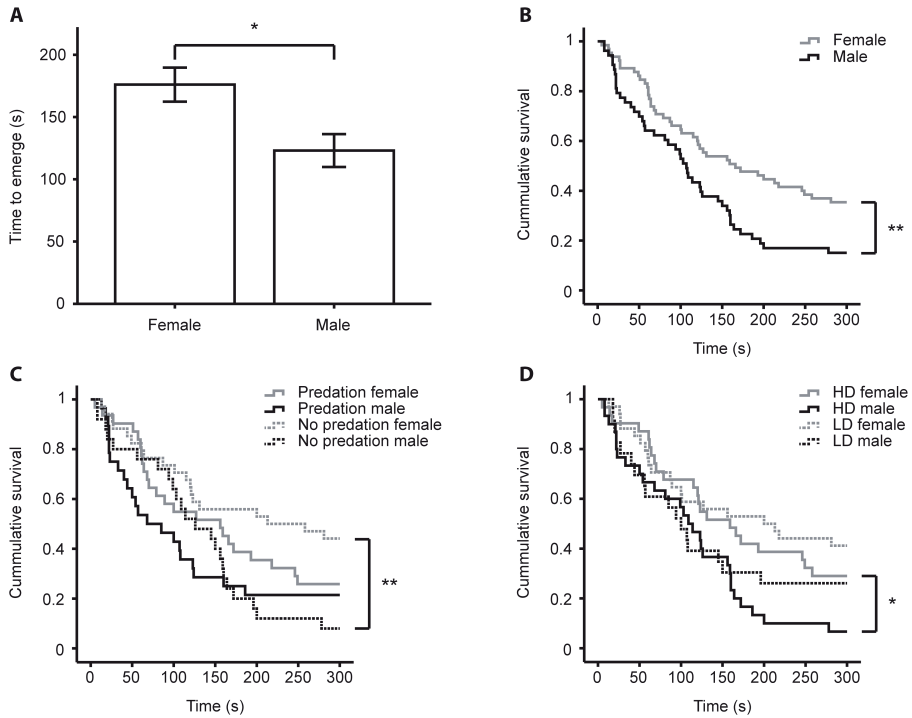 A
Time to emerge (s)
200
150
100
50
0
*
Female
Male
B
Cummulative survival
1
0.8
0.6
0.4
0.2
0
Female
Male
**
0 50 100 150 200 250 300
Time (s)
C
Cummulative survival
1
0.8
0.6
0.4
0.2
0
Predation female
Predation male
No predation female
No predation male
**
0 50 100 150 200 250 300
Time (s)
D
Cummulative survival
1
0.8
0.6
0.4
0.2
0
HD female
HD male
LD female
LD male
*
0 50 100 150 200 250 300
Time (s)